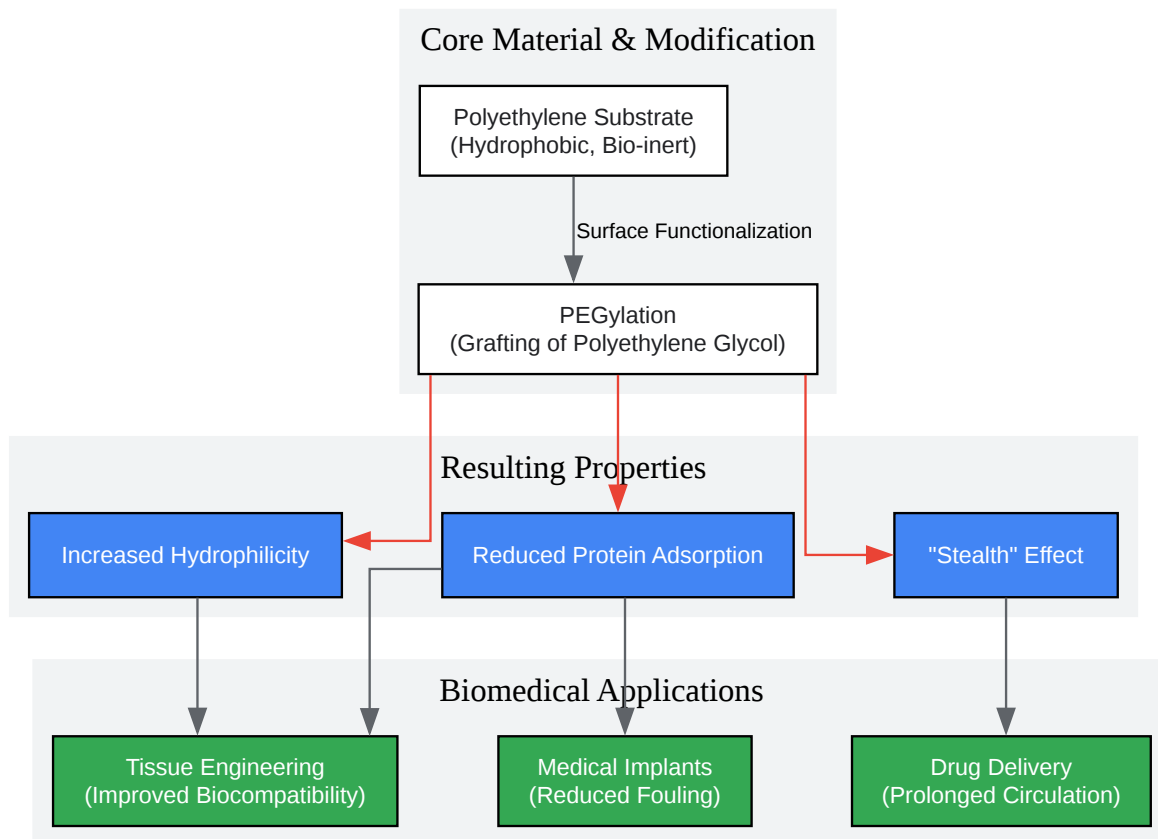 Core Material & Modification
Polyethylene Substrate
(Hydrophobic, Bio-inert)
Surface Functionalization
PEGylation
(Grafting of Polyethylene Glycol)
Resulting Properties
Increased Hydrophilicity
Reduced Protein Adsorption
"Stealth" Effect
Biomedical Applications
Tissue Engineering
(Improved Biocompatibility)
Medical Implants
(Reduced Fouling)
Drug Delivery
(Prolonged Circulation)